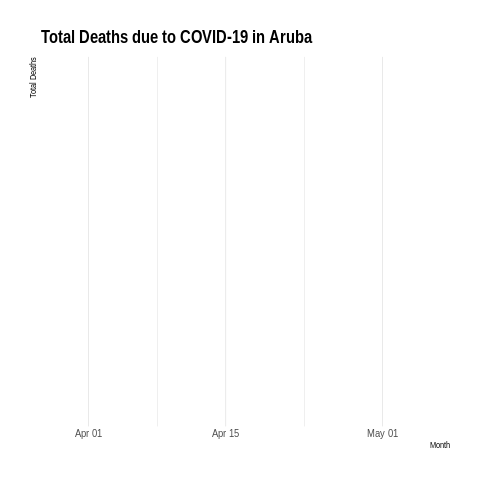 Total Deaths due to COVID-19 in Aruba
Total Deaths
Apr 01
Apr 15
May 01
Month